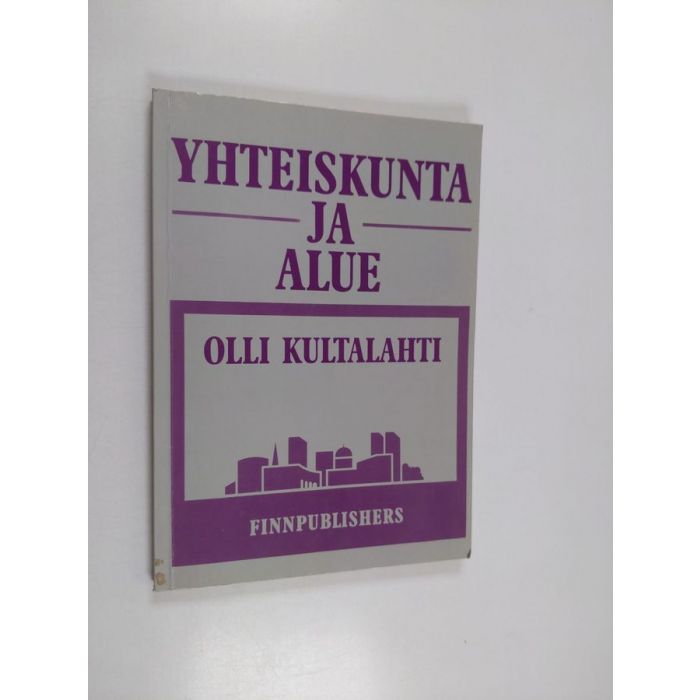 YHTEISKUNTA
JA
ALUE
OLLI KULTALAHTI
FINNPUBLISHERS